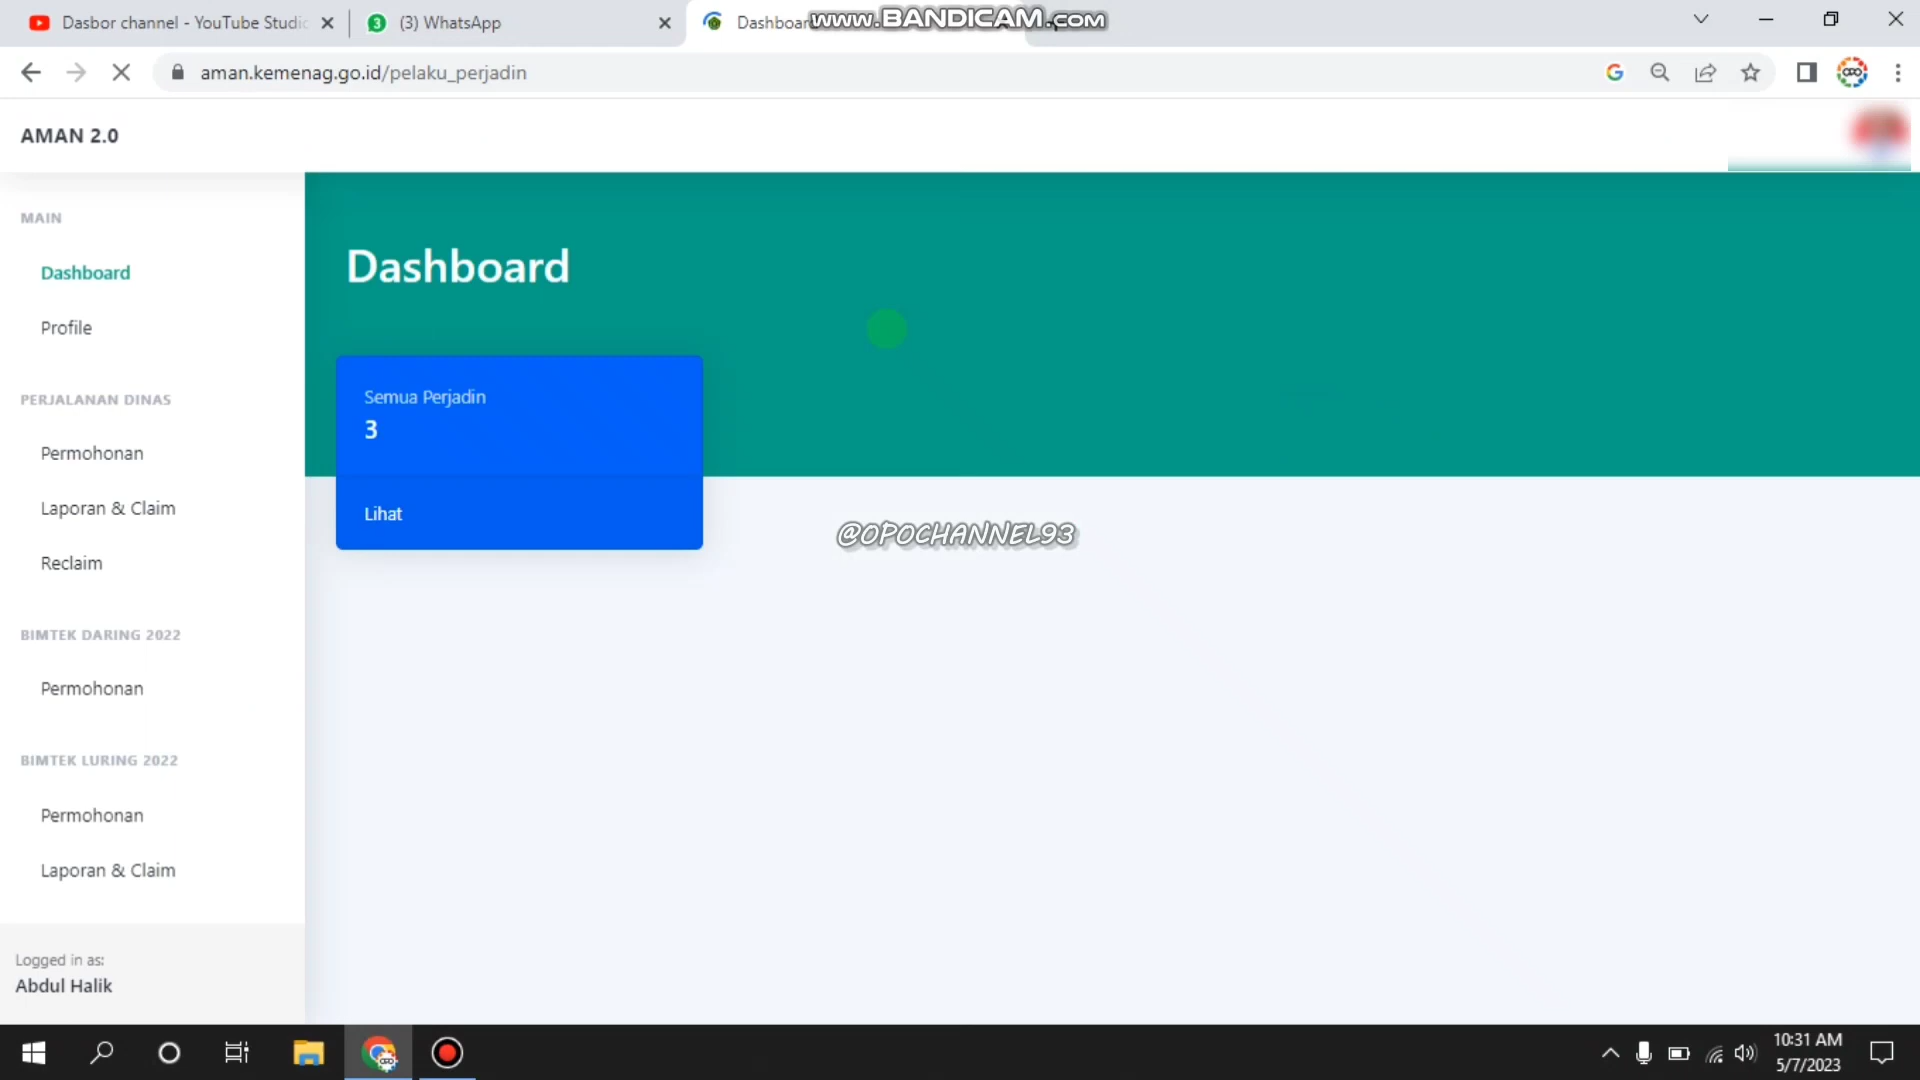 Dasbor channel - YouTube Studio
(3) WhatsApp
Dashboar
www.BANDICAM.com
aman.kemenag.go.id/pelaku_perjadin
AMAN 2.0
MAIN
Dashboard
Profile
PERJALANAN DINAS
Permohonan
Laporan & Claim
Reclaim
BIMTEK DARING 2022
Permohonan
BIMTEK LURING 2022
Permohonan
Laporan & Claim
Logged in as:
Abdul Halik
Dashboard
Semua Perjadin
3
Lihat
@OPOCHANNEL93
10:31 AM
5/7/2023